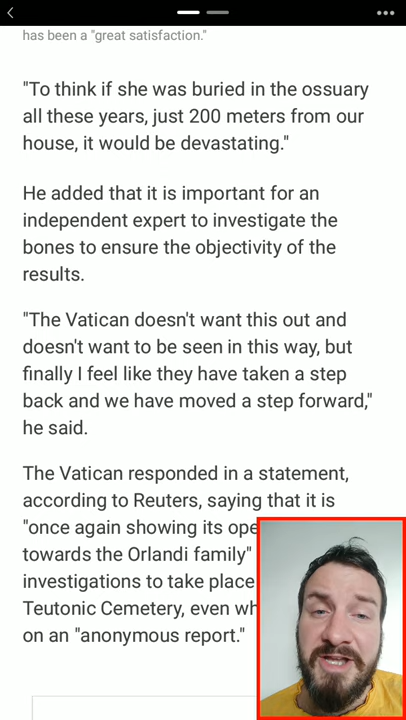 has been a "great satisfaction."
"To think if she was buried in the ossuary
all these years, just 200 meters from our
house, it would be devastating."
He added that it is important for an
independent expert to investigate the
bones to ensure the objectivity of the
results.
"The Vatican doesn't want this out and
doesn't want to be seen in this way, but
finally I feel like they have taken a step
back and we have moved a step forward,"
he said.
The Vatican responded in a statement,
according to Reuters, saying that it is
"once again showing its ope
towards the Orlandi family"
investigations to take place
Teutonic Cemetery, even wh
on an "anonymous report."